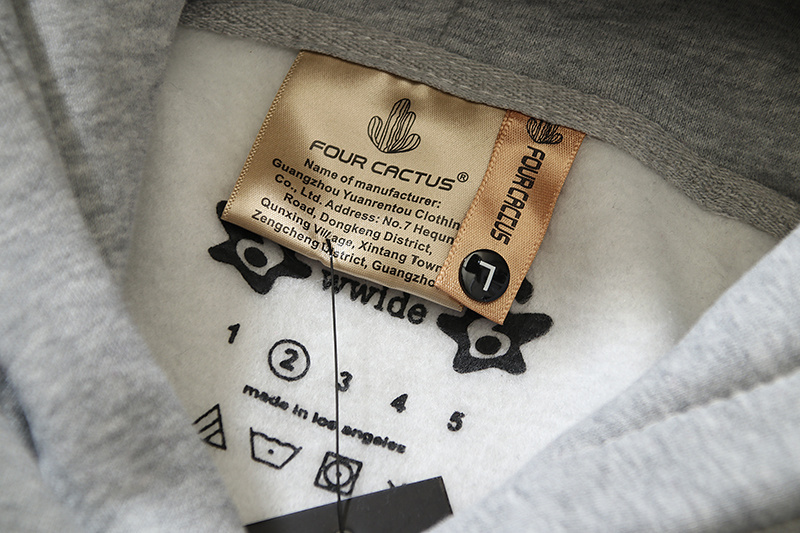 FOUR CACTUS®
Name of manufacturer:
Guangzhou Yuanrentou Clothin
Co., Ltd. Address: No.7 Hequn
Road, Dongkeng District,
Qunxing Village, Xintang Town
Zengcheng District, Guangzho
FOUR CACCUS
L
wwide
1 2 3 4 5
made in los angeles